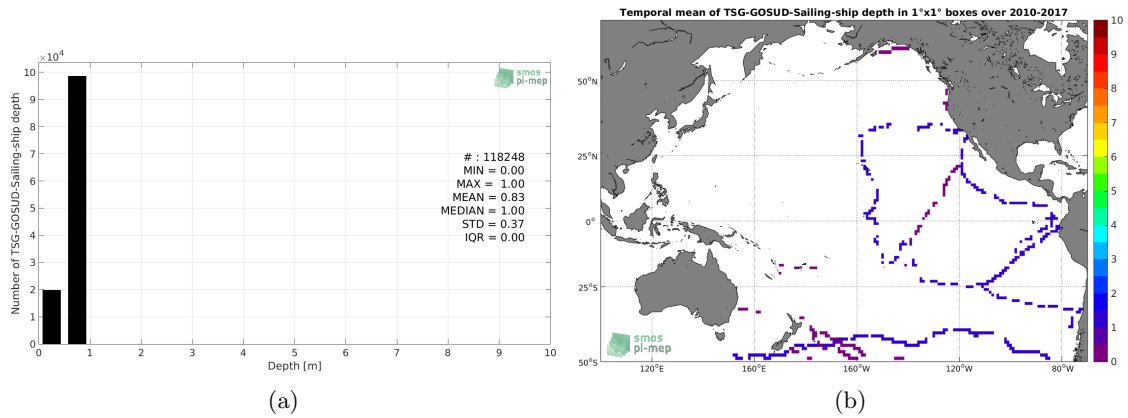 ×10⁴
10
9
8
7
6
5
4
3
2
1
0
Number of TSG-GOSUD-Sailing-ship depth
0 1 2 3 4 5 6 7 8 9 10
Depth [m]
smos
pi-mep
# : 118248
MIN = 0.00
MAX = 1.00
MEAN = 0.83
MEDIAN = 1.00
STD = 0.37
IQR = 0.00
(a)
Temporal mean of TSG-GOSUD-Sailing-ship depth in 1°x1° boxes over 2010-2017
50°N
25°N
0°
25°S
50°S
120°E 160°E 160°W 120°W 80°W
smos
pi-mep
10
9
8
7
6
5
4
3
2
1
0
(b)